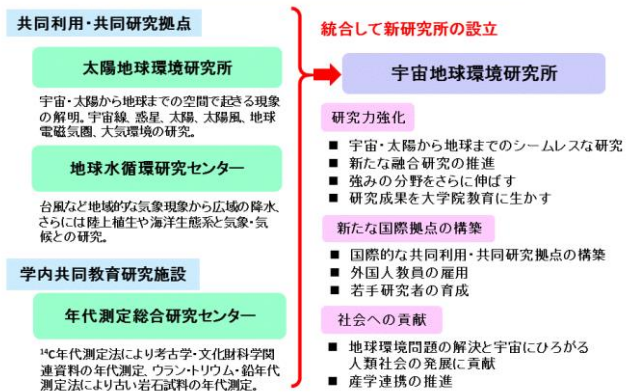 共同利用・共同研究拠点
太陽地球環境研究所
宇宙・太陽から地球までの空間で起きる現象
の解明。宇宙線、惑星、太陽、太陽風、地球
電磁気圏、大気環境の研究。
地球水循環研究センター
台風など地域的な気象現象から広域の降水、
さらには陸上植生や海洋生態系と気象・気
候との研究。
学内共同教育研究施設
年代測定総合研究センター
¹⁴C年代測定法により考古学・文化財科学関
連資料の年代測定、ウラン・トリウム・鉛年代
測定法により古い岩石試料の年代測定。
統合して新研究所の設立
宇宙地球環境研究所
研究力強化
■ 宇宙・太陽から地球までのシームレスな研究
■ 新たな融合研究の推進
■ 強みの分野をさらに伸ばす
■ 研究成果を大学院教育に生かす
新たな国際拠点の構築
■ 国際的な共同利用・共同研究拠点の構築
■ 外国人教員の雇用
■ 若手研究者の育成
社会への貢献
■ 地球環境問題の解決と宇宙にひろがる
人類社会の発展に貢献
■ 産学連携の推進